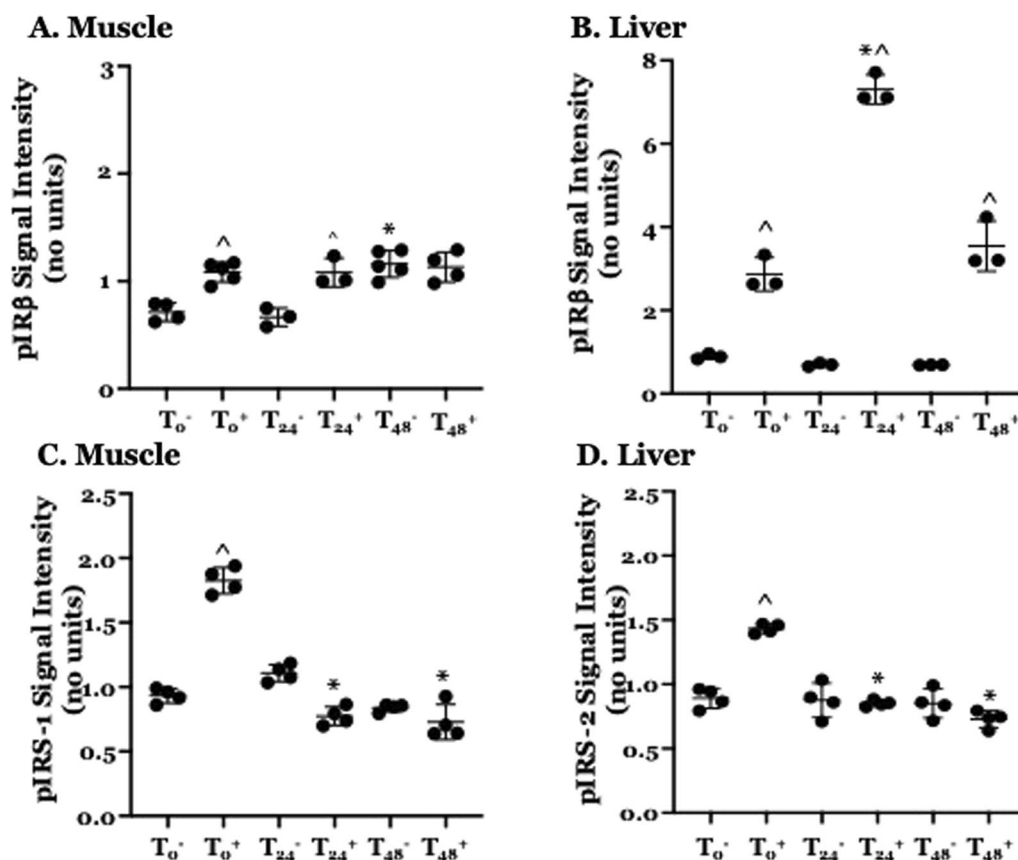 A. Muscle
pIRβ Signal Intensity
(no units)
3
2
1
0
^
^
*
T₀⁻ T₀⁺ T₂₄⁻ T₂₄⁺ T₄₈⁻ T₄₈⁺
B. Liver
pIRβ Signal Intensity
(no units)
8
6
4
2
0
^
*^
^
T₀⁻ T₀⁺ T₂₄⁻ T₂₄⁺ T₄₈⁻ T₄₈⁺
C. Muscle
pIRS-1 Signal Intensity
(no units)
2.5
2.0
1.5
1.0
0.5
0.0
^
*
*
T₀⁻ T₀⁺ T₂₄⁻ T₂₄⁺ T₄₈⁻ T₄₈⁺
D. Liver
pIRS-2 Signal Intensity
(no units)
2.5
2.0
1.5
1.0
0.5
0.0
^
*
*
T₀⁻ T₀⁺ T₂₄⁻ T₂₄⁺ T₄₈⁻ T₄₈⁺